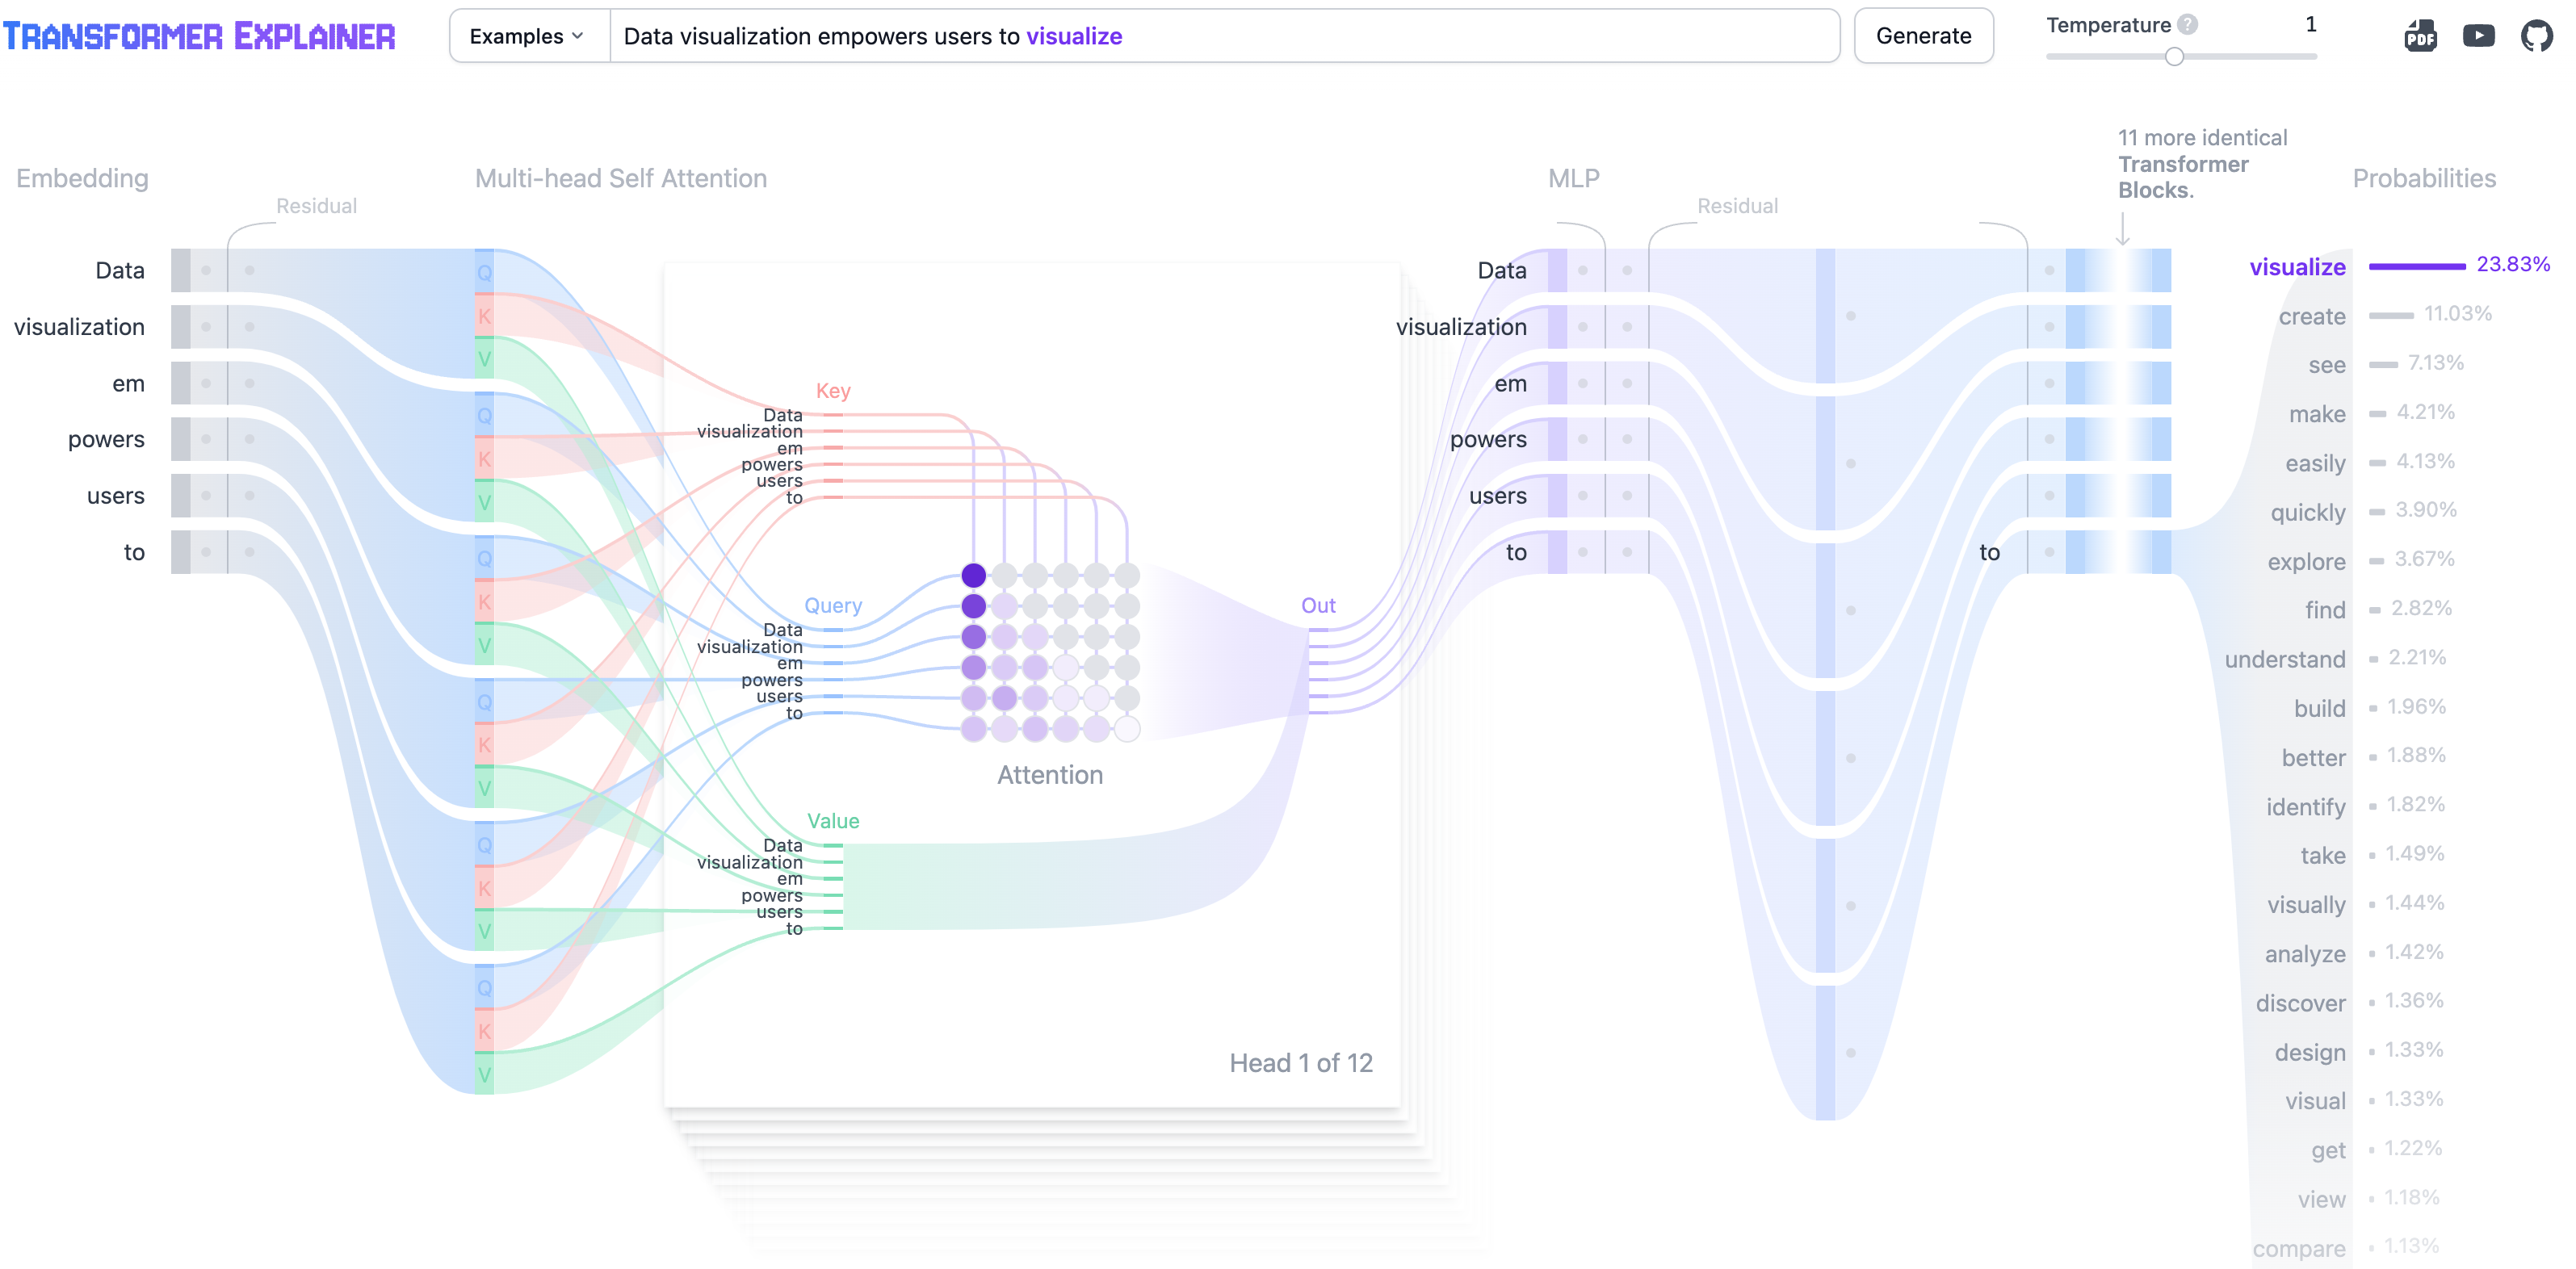 TRANSFORMER EXPLAINER
Examples
Data visualization empowers users to visualize
Generate
Temperature ?
1
PDF
Embedding
Residual
Multi-head Self Attention
MLP
Residual
11 more identical
Transformer
Blocks.
Probabilities
Data
visualization
em
powers
users
to
Q
K
V
Q
K
V
Q
K
V
Q
K
V
Q
K
V
Q
K
V
Key
Data
visualization
em
powers
users
to
Query
Data
visualization
em
powers
users
to
Attention
Value
Data
visualization
em
powers
users
to
Out
Head 1 of 12
Data
visualization
em
powers
users
to
to
visualize 23.83%
create 11.03%
see 7.13%
make 4.21%
easily 4.13%
quickly 3.90%
explore 3.67%
find 2.82%
understand 2.21%
build 1.96%
better 1.88%
identify 1.82%
take 1.49%
visually 1.44%
analyze 1.42%
discover 1.36%
design 1.33%
visual 1.33%
get 1.22%
view 1.18%
compare 1.13%